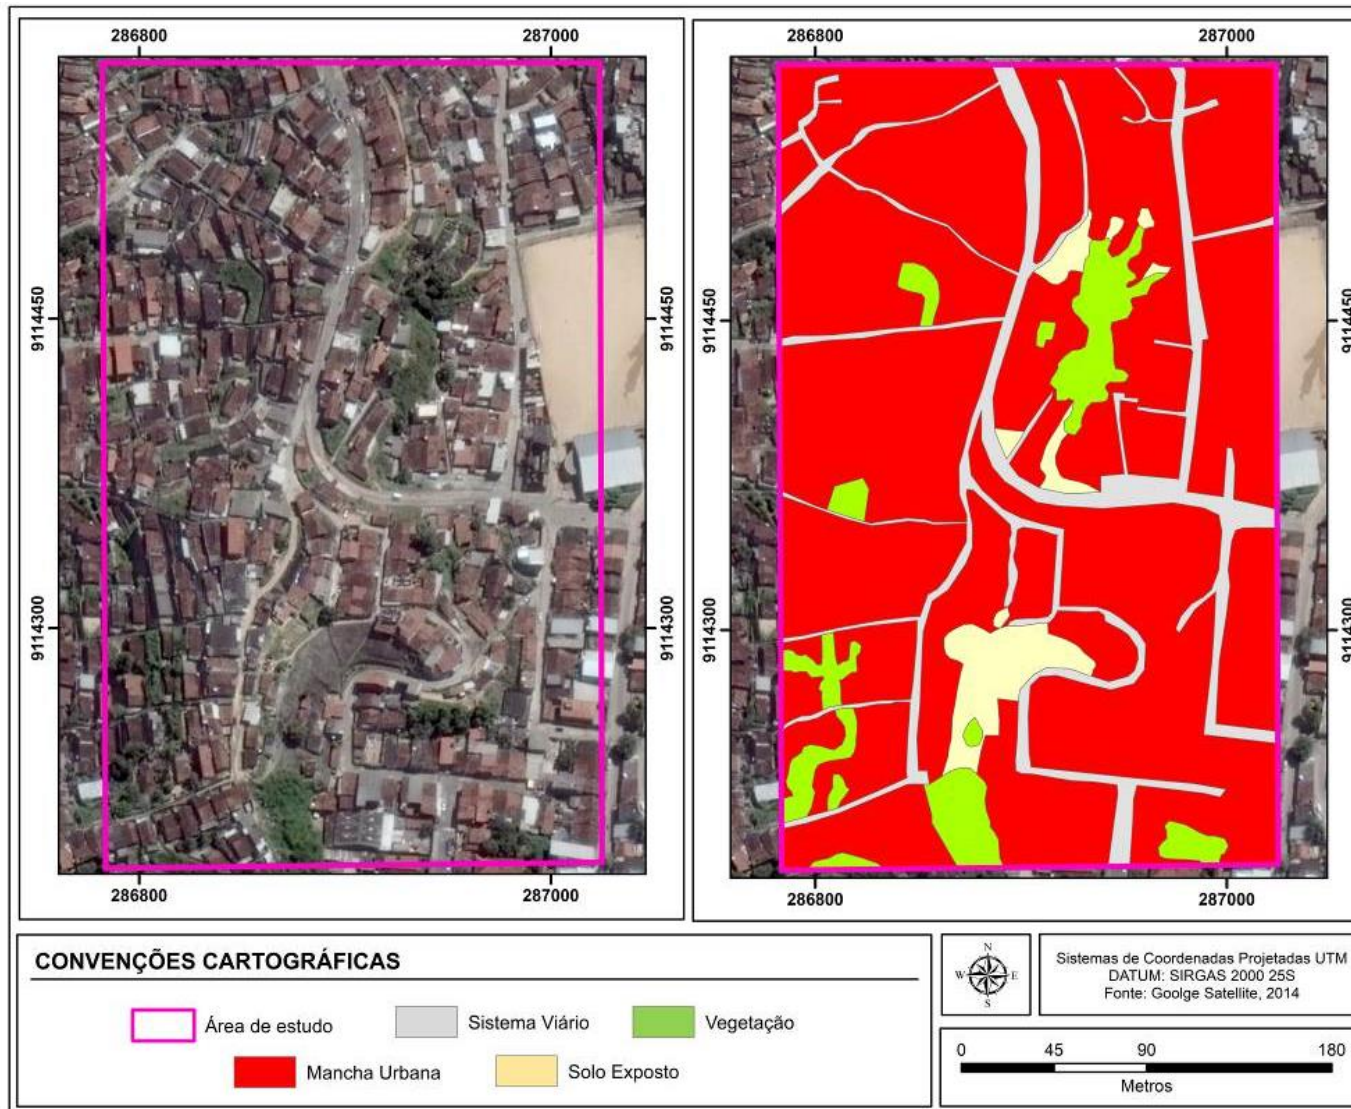 286800
287000
286800
287000
9114450
9114450
9114450
9114450
9114300
9114300
9114300
9114300
286800
287000
286800
287000
CONVENÇÕES CARTOGRÁFICAS
Área de estudo
Sistema Viário
Vegetação
Mancha Urbana
Solo Exposto
N
W E
S
Sistemas de Coordenadas Projetadas UTM
DATUM: SIRGAS 2000 25S
Fonte: Goolge Satellite, 2014
0 45 90 180
Metros